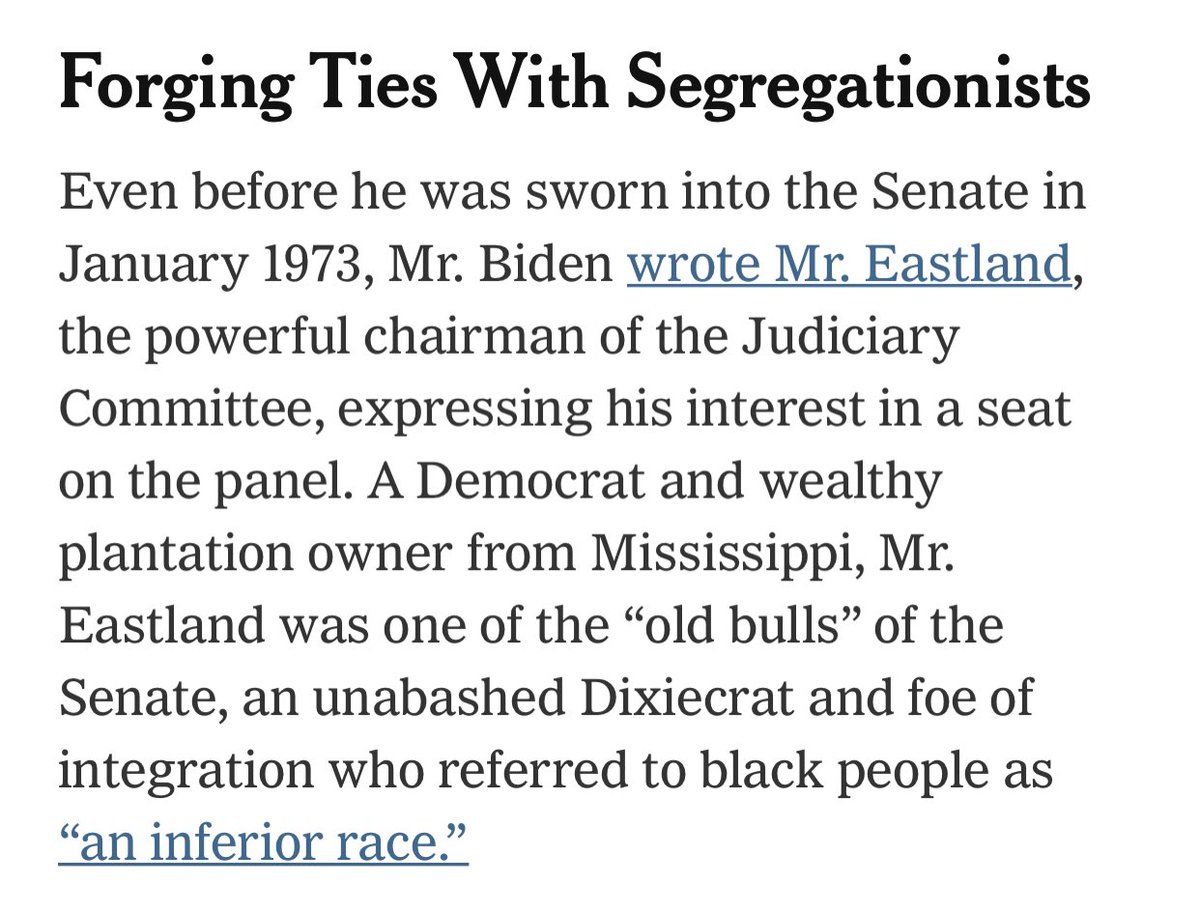 Forging Ties With Segregationists
Even before he was sworn into the Senate in
January 1973, Mr. Biden wrote Mr. Eastland,
the powerful chairman of the Judiciary
Committee, expressing his interest in a seat
on the panel. A Democrat and wealthy
plantation owner from Mississippi, Mr.
Eastland was one of the “old bulls” of the
Senate, an unabashed Dixiecrat and foe of
integration who referred to black people as
“an inferior race.”